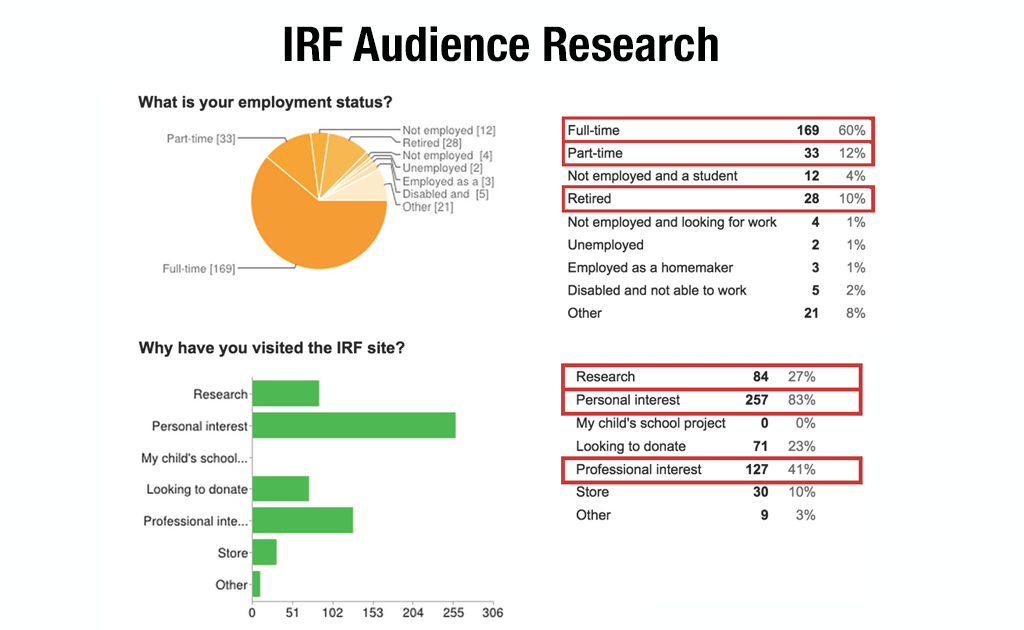 IRF Audience Research
What is your employment status?
Part-time [33]
Not employed [12]
Retired [28]
Not employed [4]
Unemployed [2]
Employed as a [3]
Disabled and [5]
Other [21]
Full-time [169]
Full-time 169 60%
Part-time 33 12%
Not employed and a student 12 4%
Retired 28 10%
Not employed and looking for work 4 1%
Unemployed 2 1%
Employed as a homemaker 3 1%
Disabled and not able to work 5 2%
Other 21 8%
Why have you visited the IRF site?
Research
Personal interest
My child's school...
Looking to donate
Professional inte...
Store
Other
0 51 102 153 204 255 306
Research 84 27%
Personal interest 257 83%
My child's school project 0 0%
Looking to donate 71 23%
Professional interest 127 41%
Store 30 10%
Other 9 3%